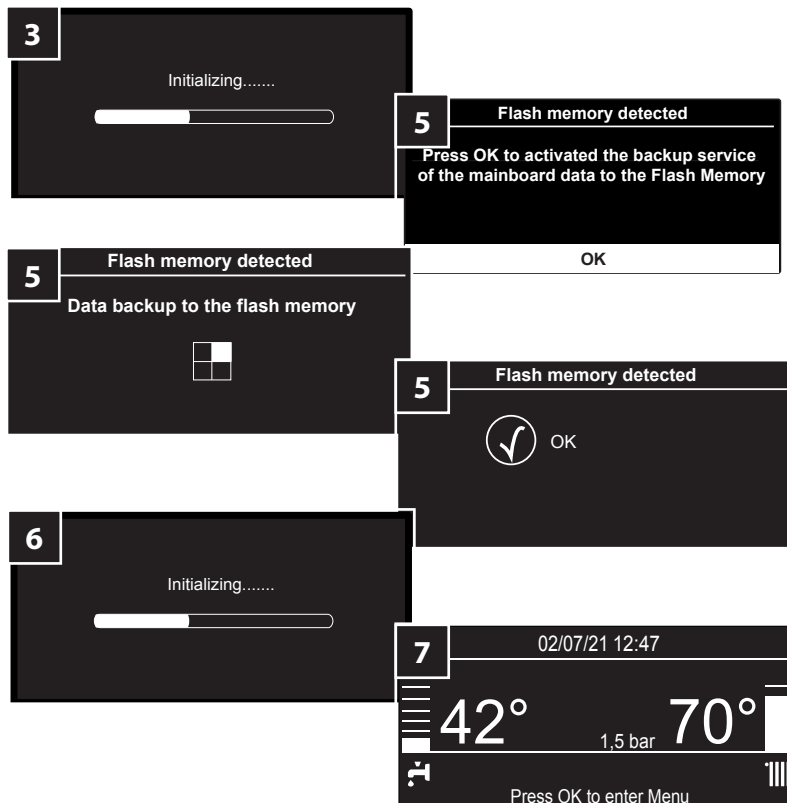 3
Initializing.......
5
Flash memory detected
Press OK to activated the backup service
of the mainboard data to the Flash Memory
OK
5
Flash memory detected
Data backup to the flash memory
5
Flash memory detected
√ OK
6
Initializing.......
7
02/07/21 12:47
42°
1,5 bar
70°
Press OK to enter Menu